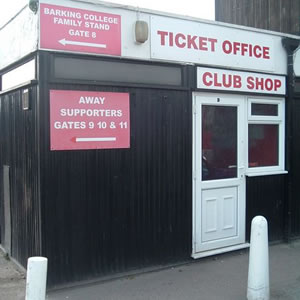 BARKING COLLEGE
FAMILY STAND
GATE 8
TICKET OFFICE
CLUB SHOP
AWAY
SUPPORTERS
GATES 9 10 & 11